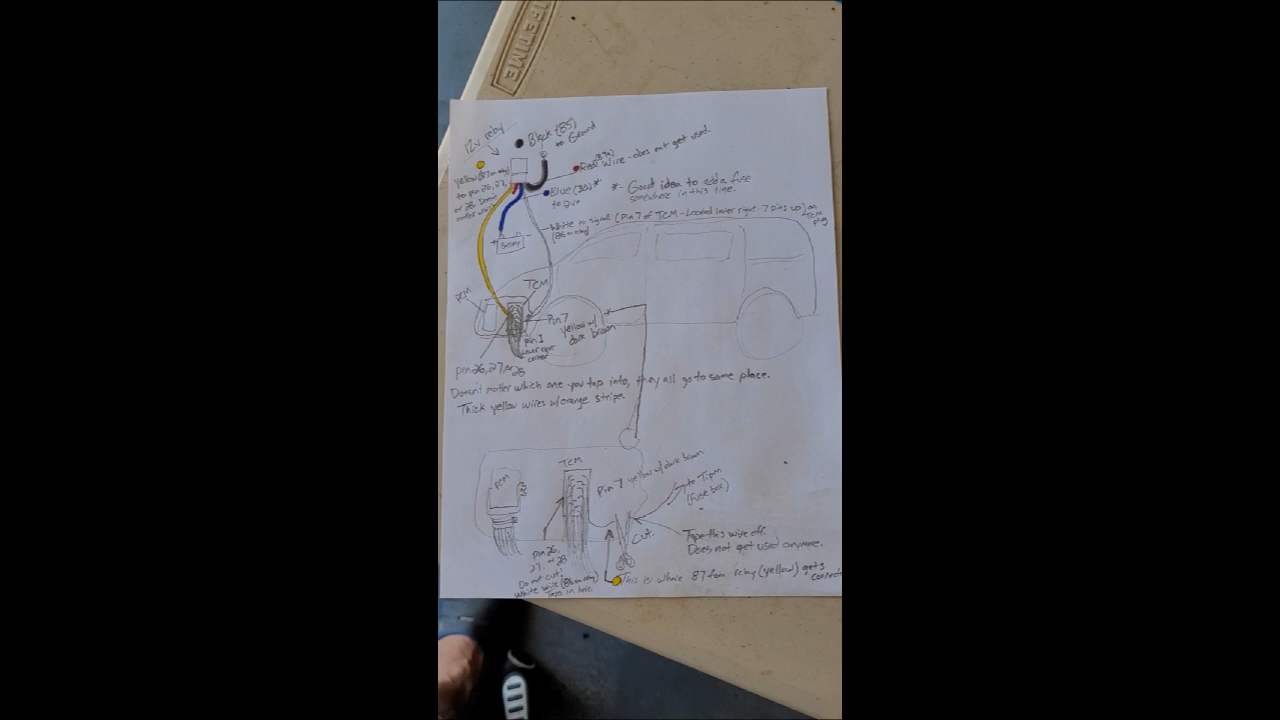 LIFETIME
12v relay
Black (85)
to Ground
Red (87a) Wire - does not get used.
Yellow (87 on relay)
to pin 26, 27,
or 28. Doesnt
matter which
Blue (30)*
to 12v+
* - Good idea to add a fuse
somewhere in this line.
White to signal (Pin 7 of TCM - Located lower right - 7 pins up) on
TCM
plug
(86 on relay)
+ -
Battery
PCM
TCM
Pin 7
yellow w/
dark brown
pin 1
lower right
corner
pin 26, 27, or
28
Doesn't matter which one you tap into, they all go to same place.
Thick yellow wires w/orange stripe.
TCM
PCM
Pin 7 yellow w/dark brown
to Tipm
(Fuse box)
Cut.
Tape this wire off.
Does not get used anymore.
pin 26,
27, or 28
Do not cut!
White wire (86 on relay)
Taps in here.
This is where 87 from relay (yellow) gets
connect